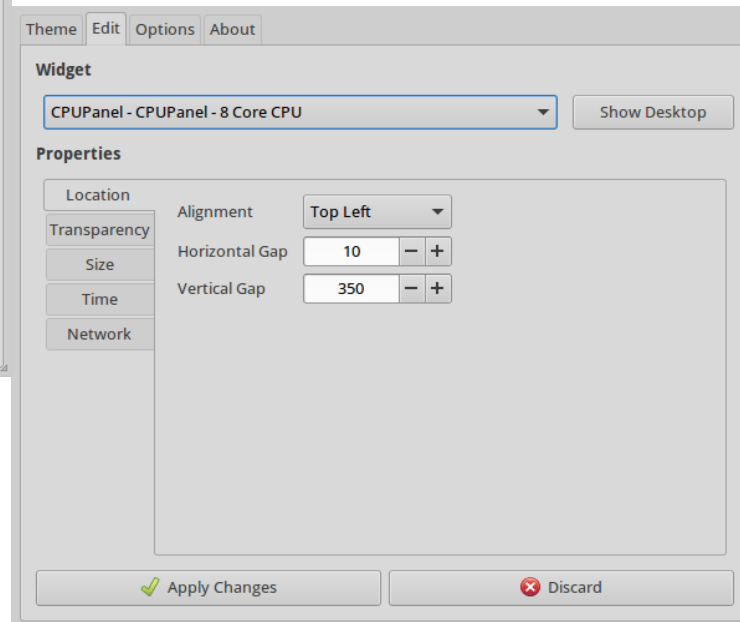 Theme Edit Options About
Widget
CPUPanel - CPUPanel - 8 Core CPU Show Desktop
Properties
Location
Alignment Top Left
Transparency
Horizontal Gap 10 − +
Size
Vertical Gap 350 − +
Time
Network
Apply Changes Discard